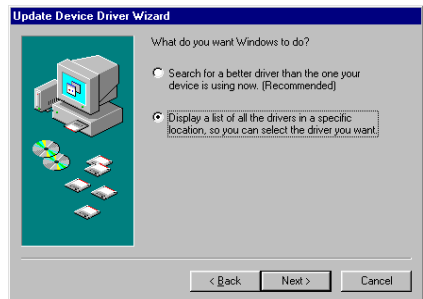 Update Device Driver Wizard
What do you want Windows to do?
Search for a better driver than the one your
device is using now. (Recommended)
Display a list of all the drivers in a specific
location, so you can select the driver you want.
< Back
Next >
Cancel